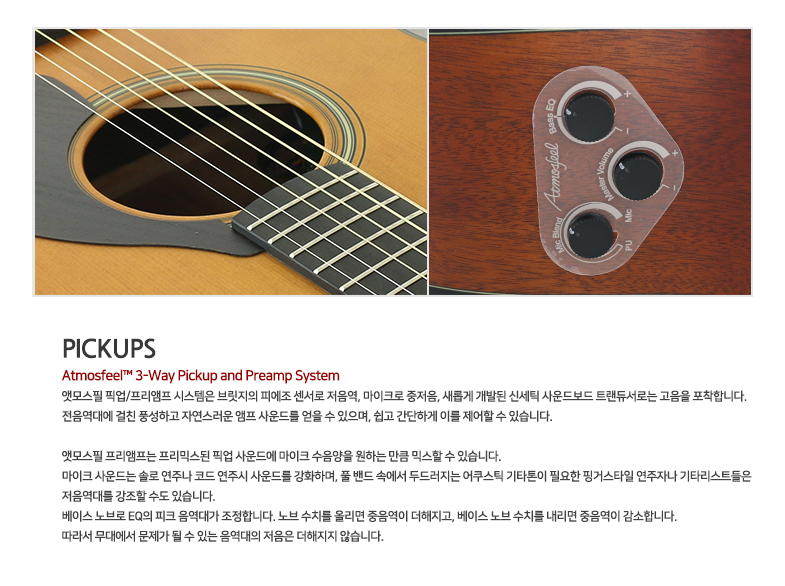 Bass EQ
+
-
Atmosfeel
Master Volume
+
-
Mic Blend
Mic
PU
PICKUPS
Atmosfeel™ 3-Way Pickup and Preamp System
앳모스필 픽업/프리앰프 시스템은 브릿지의 피에조 센서로 저음역, 마이크로 중저음, 새롭게 개발된 신세틱 사운드보드 트랜듀서로는 고음을 포착합니다.
전음역대에 걸친 풍성하고 자연스러운 앰프 사운드를 얻을 수 있으며, 쉽고 간단하게 이를 제어할 수 있습니다.
앳모스필 프리앰프는 프리믹스된 픽업 사운드에 마이크 수음양을 원하는 만큼 믹스할 수 있습니다.
마이크 사운드는 솔로 연주나 코드 연주시 사운드를 강화하며, 풀 밴드 속에서 두드러지는 어쿠스틱 기타톤이 필요한 핑거스타일 연주자나 기타리스트들은
저음역대를 강조할 수도 있습니다.
베이스 노브로 EQ의 피크 음역대가 조정합니다. 노브 수치를 올리면 중음역이 더해지고, 베이스 노브 수치를 내리면 중음역이 감소합니다.
따라서 무대에서 문제가 될 수 있는 음역대의 저음은 더해지지 않습니다.